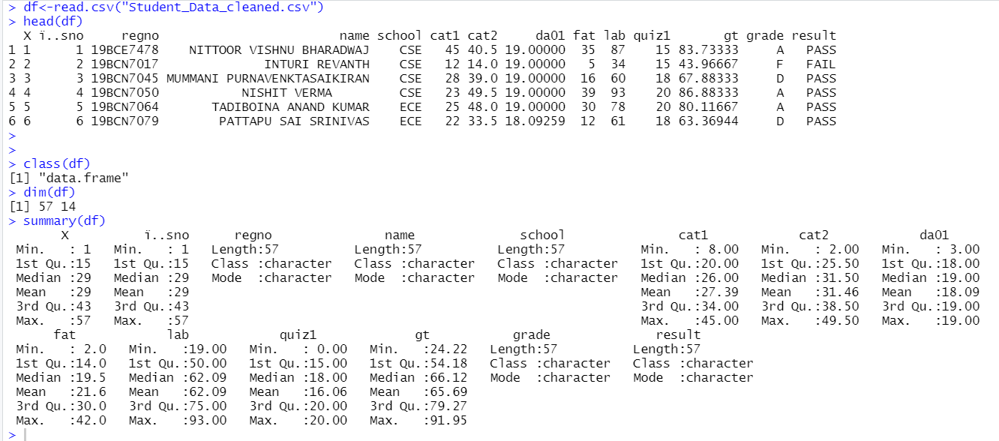 > df<-read.csv("Student_Data_cleaned.csv")
> head(df)
  X ï..sno     regno                       name school cat1 cat2     da01 fat lab quiz1       gt grade result
1 1      1 19BCE7478    NITTOOR VISHNU BHARADWAJ    CSE   45 40.5 19.00000  35  87    15 83.73333     A   PASS
2 2      2 19BCN7017              INTURI REVANTH    CSE   12 14.0 19.00000   5  34    15 43.96667     F   FAIL
3 3      3 19BCN7045 MUMMANI PURNAVENKTASAIKIRAN    CSE   28 39.0 19.00000  16  60    18 67.88333     D   PASS
4 4      4 19BCN7050           NISHIT VERMA         CSE   23 49.5 19.00000  39  93    20 86.88333     A   PASS
5 5      5 19BCN7064       TADIBOINA ANAND KUMAR    ECE   25 48.0 19.00000  30  78    20 80.11667     A   PASS
6 6      6 19BCN7079        PATTAPU SAI SRINIVAS    ECE   22 33.5 18.09259  12  61    18 63.36944     D   PASS
>
>
> class(df)
[1] "data.frame"
> dim(df)
[1] 57 14
> summary(df)
       X          ï..sno      regno               name              school               cat1            cat2            da01
 Min.   : 1   Min.   : 1   Length:57          Length:57          Length:57          Min.   : 8.00   Min.   : 2.00   Min.   : 3.00
 1st Qu.:15   1st Qu.:15   Class :character   Class :character   Class :character   1st Qu.:20.00   1st Qu.:25.50   1st Qu.:18.00
 Median :29   Median :29   Mode  :character   Mode  :character   Mode  :character   Median :26.00   Median :31.50   Median :19.00
 Mean   :29   Mean   :29                                                            Mean   :27.39   Mean   :31.46   Mean   :18.09
 3rd Qu.:43   3rd Qu.:43                                                            3rd Qu.:34.00   3rd Qu.:38.50   3rd Qu.:19.00
 Max.   :57   Max.   :57                                                            Max.   :45.00   Max.   :49.50   Max.   :19.00
      fat            lab            quiz1             gt           grade              result
 Min.   : 2.0   Min.   :19.00   Min.   : 0.00   Min.   :24.22   Length:57          Length:57
 1st Qu.:14.0   1st Qu.:50.00   1st Qu.:15.00   1st Qu.:54.18   Class :character   Class :character
 Median :19.5   Median :62.09   Median :18.00   Median :66.12   Mode  :character   Mode  :character
 Mean   :21.6   Mean   :62.09   Mean   :16.06   Mean   :65.69
 3rd Qu.:30.0   3rd Qu.:75.00   3rd Qu.:20.00   3rd Qu.:79.27
 Max.   :42.0   Max.   :93.00   Max.   :20.00   Max.   :91.95
>